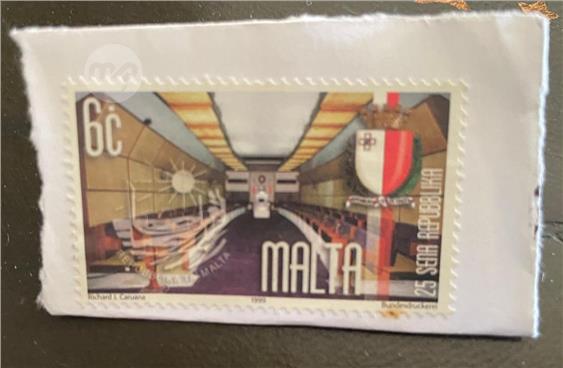 6c
MALTA
25 SENA REPUBBLIKA
Richard J. Caruana
1999
Bundesdruckerei